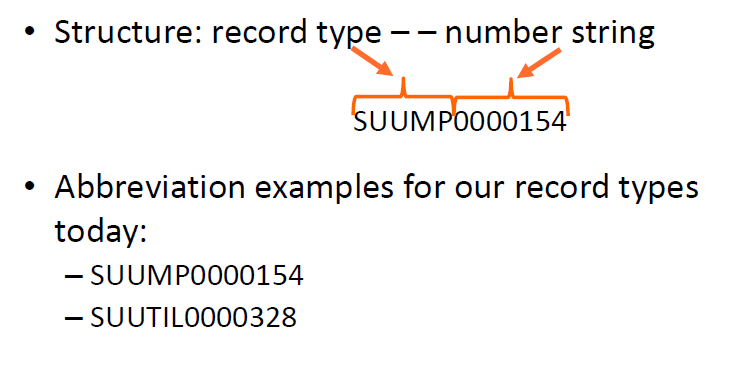 • Structure: record type – – number string
SUUMP0000154
• Abbreviation examples for our record types
today:
– SUUMP0000154
– SUUTIL0000328